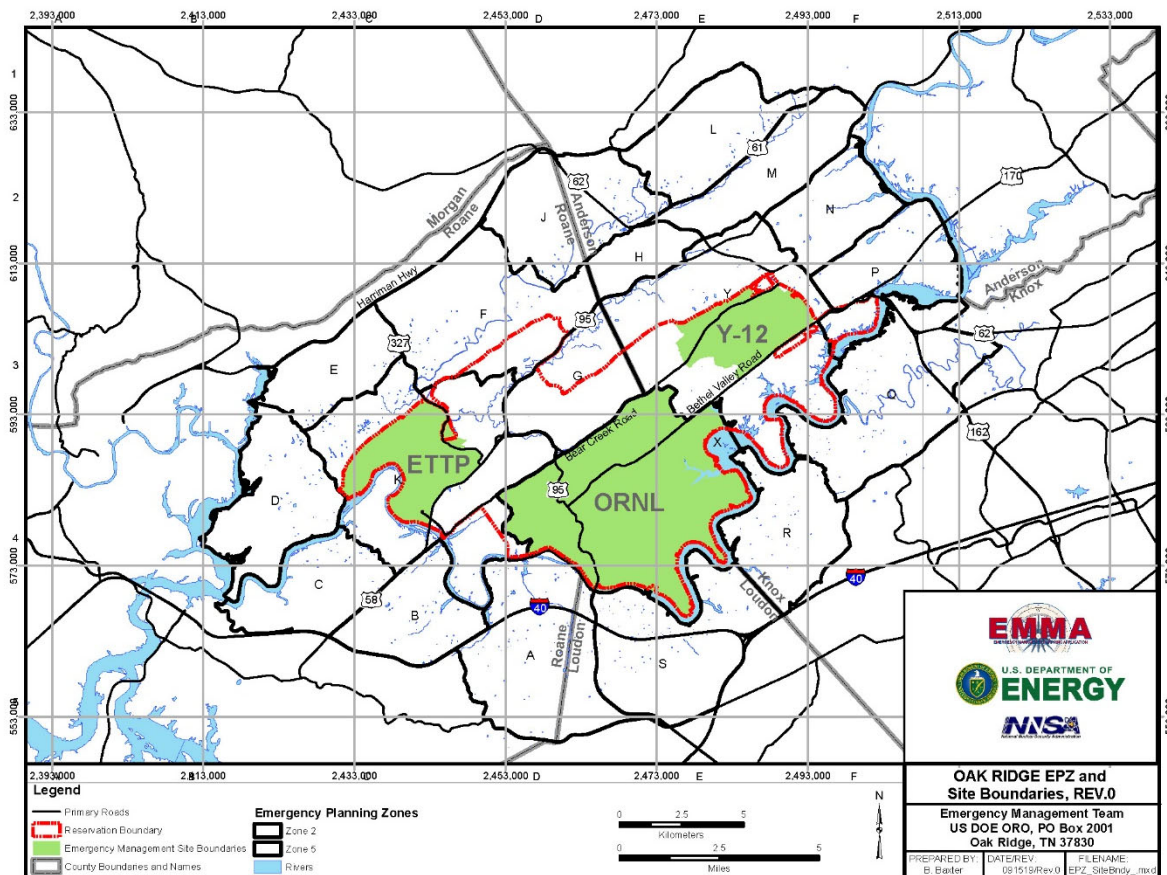 2,393,000 2,413,000 2,433,000 2,453,000 2,473,000 2,493,000 2,513,000 2,533,000
A B C D E F
1
633,000
L
61
M
62
170
2
Morgan
Roane
Anderson
Roane
J
N
H
613,000
P
Anderson
Knox
Harriman Hwy
Y
F
95
327
Y-12
62
3
E
G
Bethel Valley Road
O
593,000
Bear Creek Road
162
X
ETTP
K
95
ORNL
D
R
4
573,000
C
58
40
40
Knox
Loudon
B
Roane
Loudon
A
S
553,000
2,393,000 2,413,000 2,433,000 2,453,000 2,473,000 2,493,000
D E F
EMMA
U.S. DEPARTMENT OF
ENERGY
NNSA
National Nuclear Security Administration
Legend
Primary Roads
Reservation Boundary
Emergency Management Site Boundaries
County Boundaries and Names
Emergency Planning Zones
Zone 2
Zone 5
Rivers
0 2.5 5
Kilometers
0 2.5 5
Miles
N
OAK RIDGE EPZ and
Site Boundaries, REV.0
Emergency Management Team
US DOE ORO, PO Box 2001
Oak Ridge, TN 37830
PREPARED BY: DATE/REV: FILENAME:
B. Baxter 091519/Rev.0 EPZ_SiteBndy_.mxd